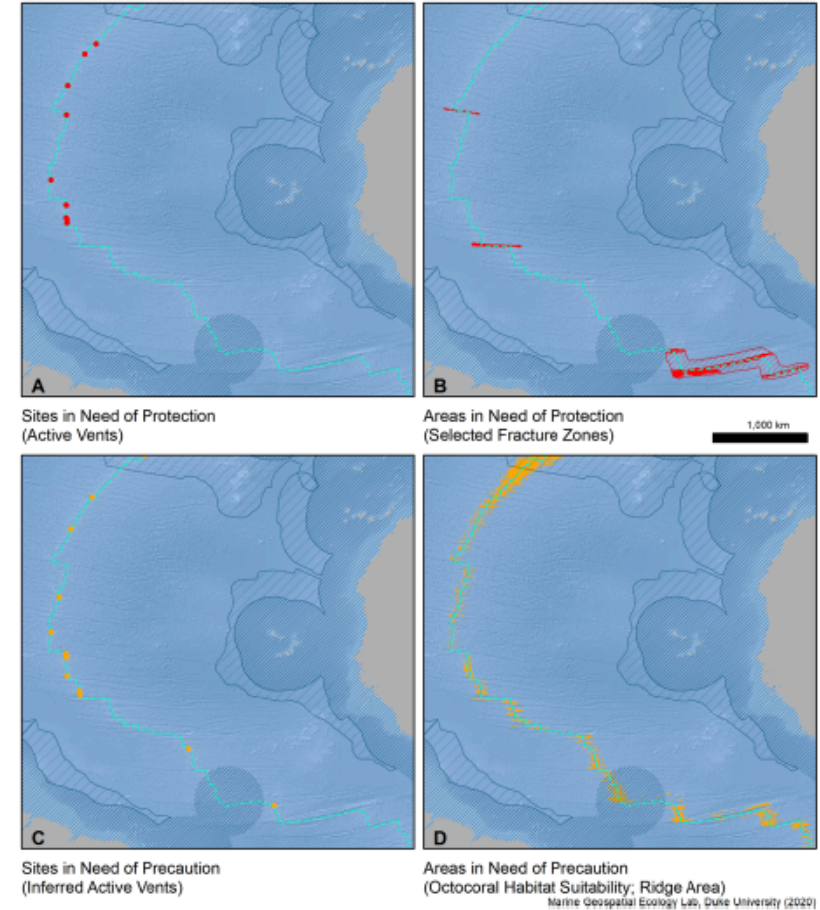 A
B
Sites in Need of Protection
(Active Vents)
Areas in Need of Protection
(Selected Fracture Zones)
1,000 km
C
D
Sites in Need of Precaution
(Inferred Active Vents)
Areas in Need of Precaution
(Octocoral Habitat Suitability; Ridge Area)
Marine Geospatial Ecology Lab, Duke University (2020)